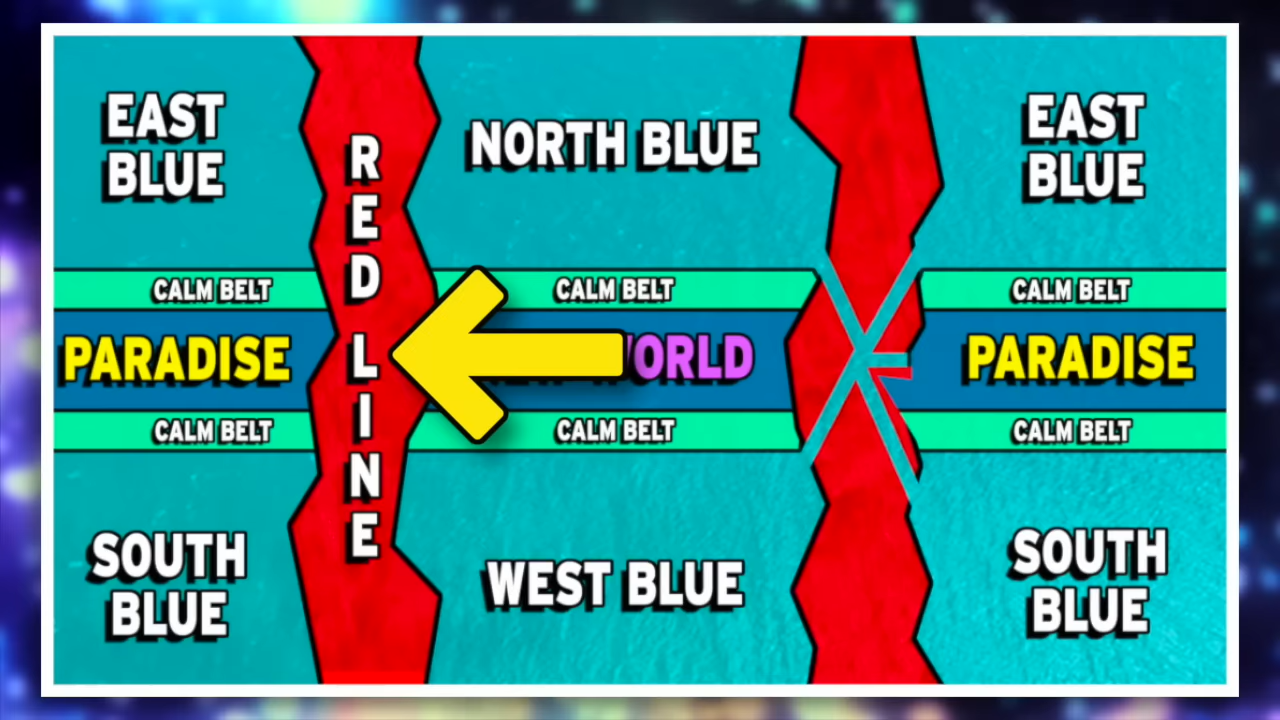 EAST
BLUE
NORTH BLUE
EAST
BLUE
RED LINE
CALM BELT
CALM BELT
CALM BELT
PARADISE
PARADISE
CALM BELT
CALM BELT
CALM BELT
SOUTH
BLUE
WEST BLUE
SOUTH
BLUE